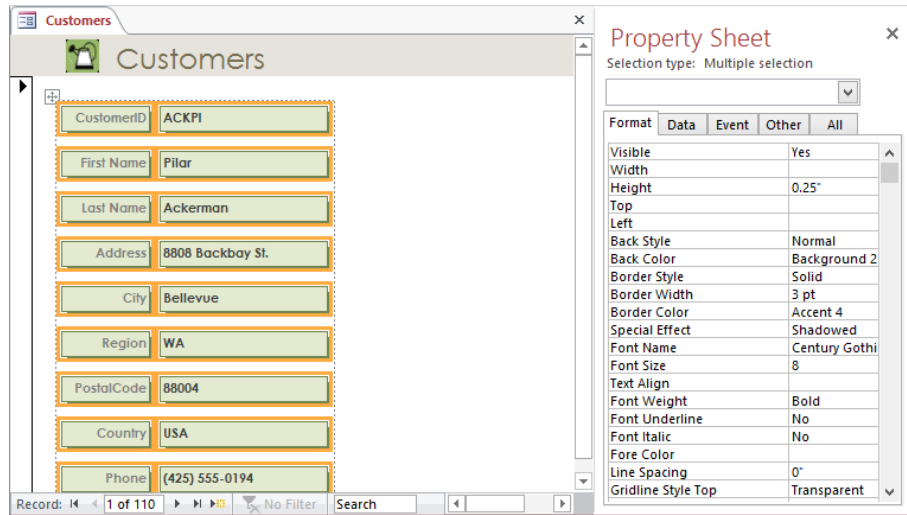 Customers
Customers
CustomerID ACKPI
First Name Pilar
Last Name Ackerman
Address 8808 Backbay St.
City Bellevue
Region WA
PostalCode 88004
Country USA
Phone (425) 555-0194
Record: 1 of 110 No Filter Search
Property Sheet
Selection type: Multiple selection
Format Data Event Other All
Visible Yes
Width
Height 0.25"
Top
Left
Back Style Normal
Back Color Background 2
Border Style Solid
Border Width 3 pt
Border Color Accent 4
Special Effect Shadowed
Font Name Century Gothi
Font Size 8
Text Align
Font Weight Bold
Font Underline No
Font Italic No
Fore Color
Line Spacing 0"
Gridline Style Top Transparent